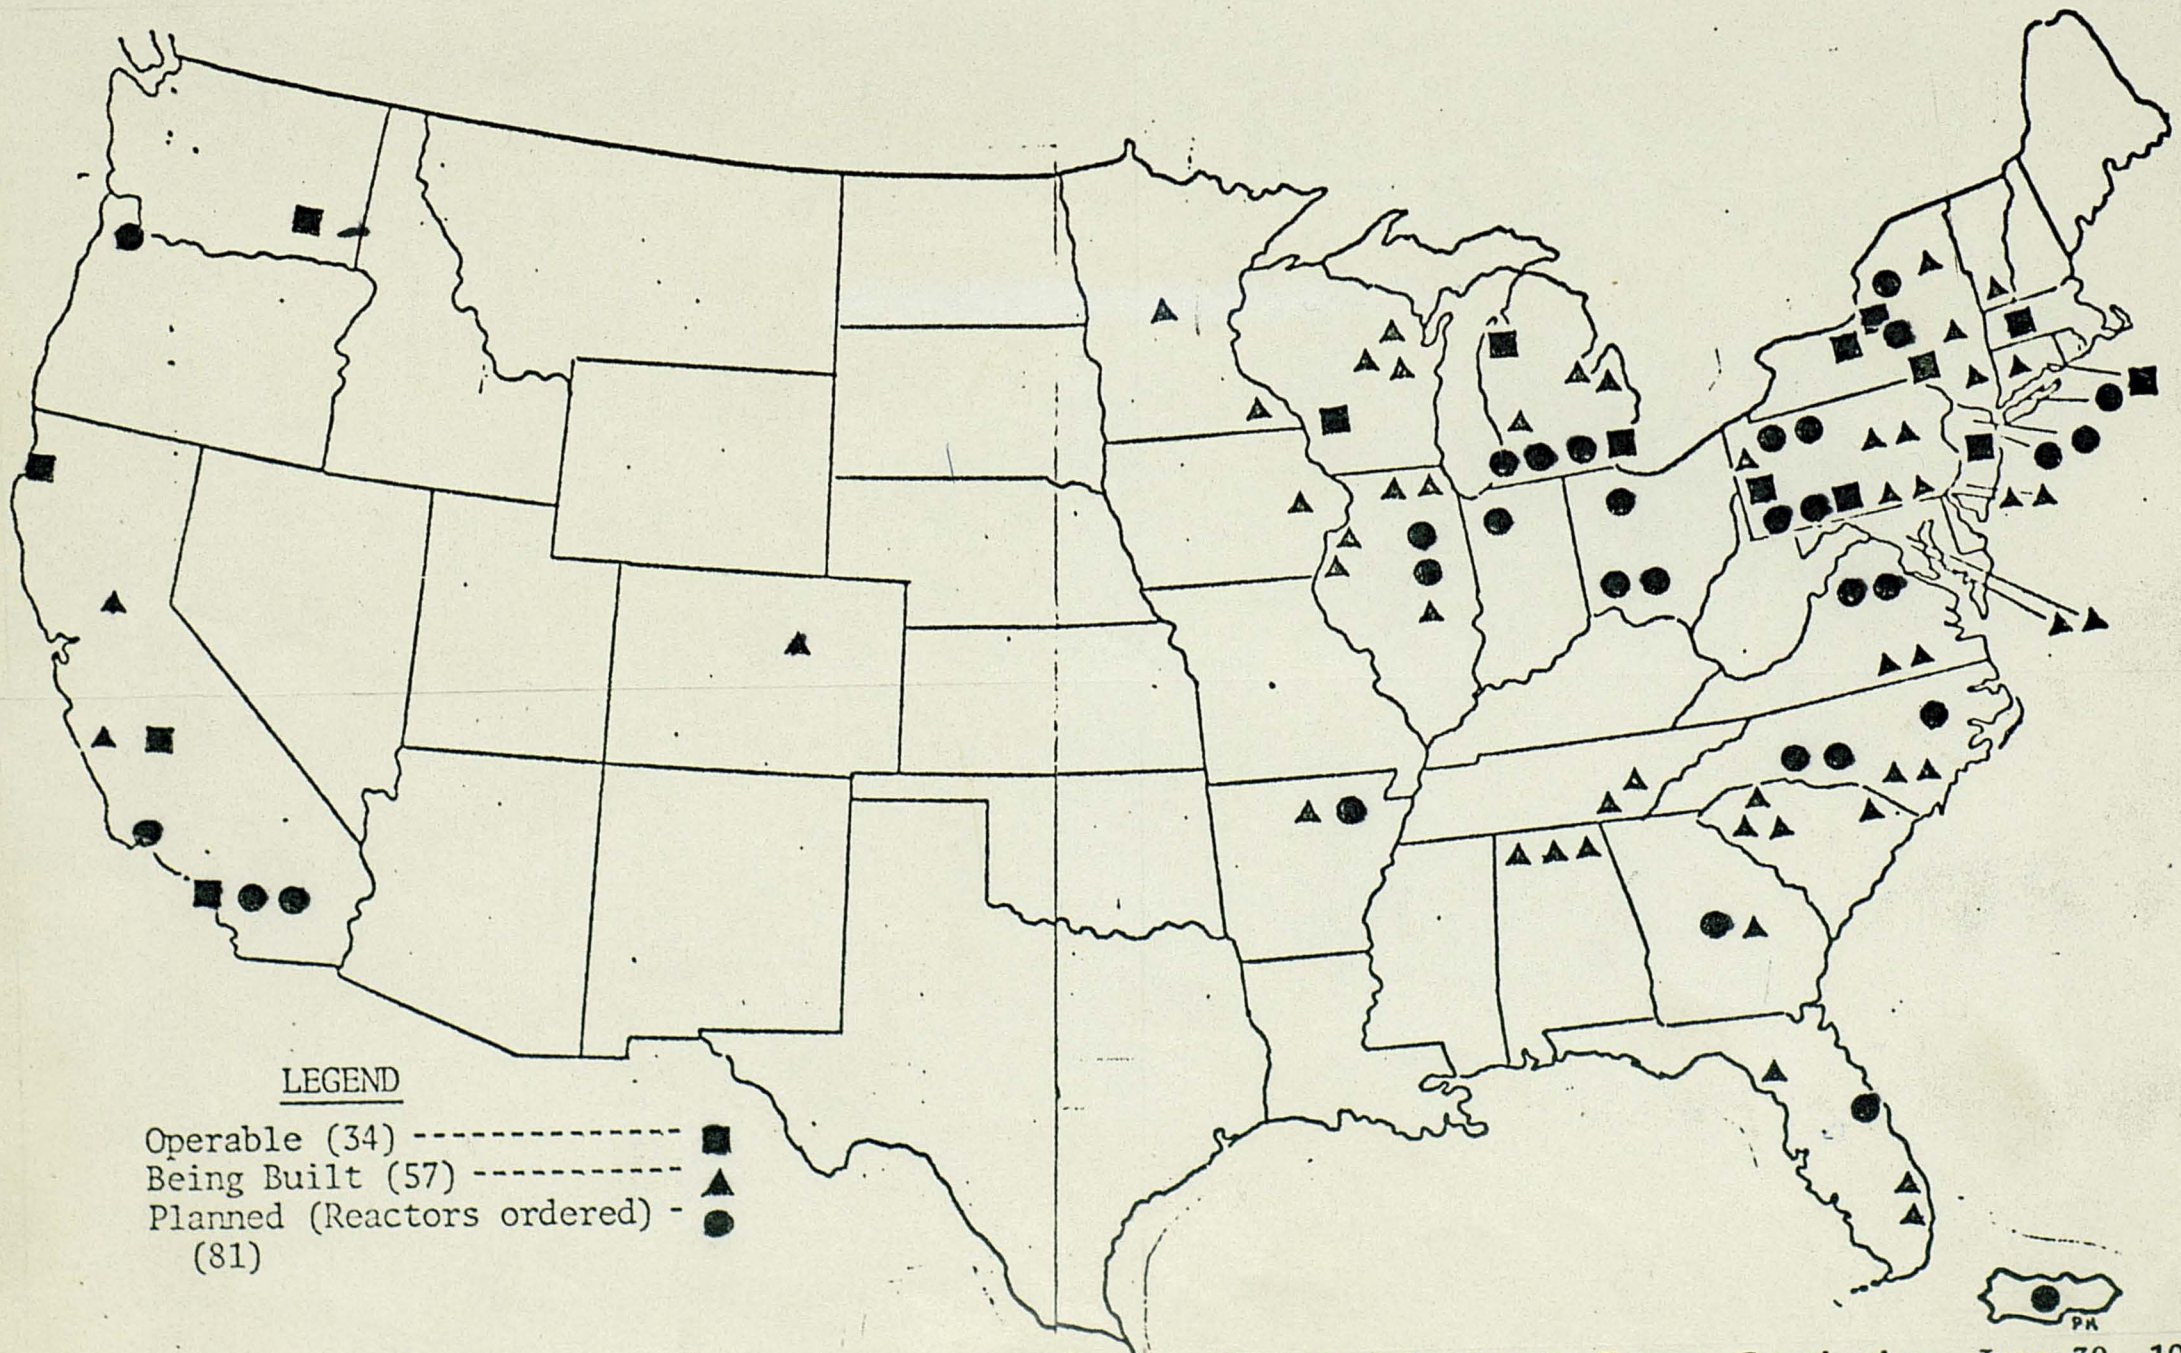 LEGEND
Operable (34) -------------- ■
Being Built (57) ----------- ▲
Planned (Reactors ordered) - ●
(81)
PR